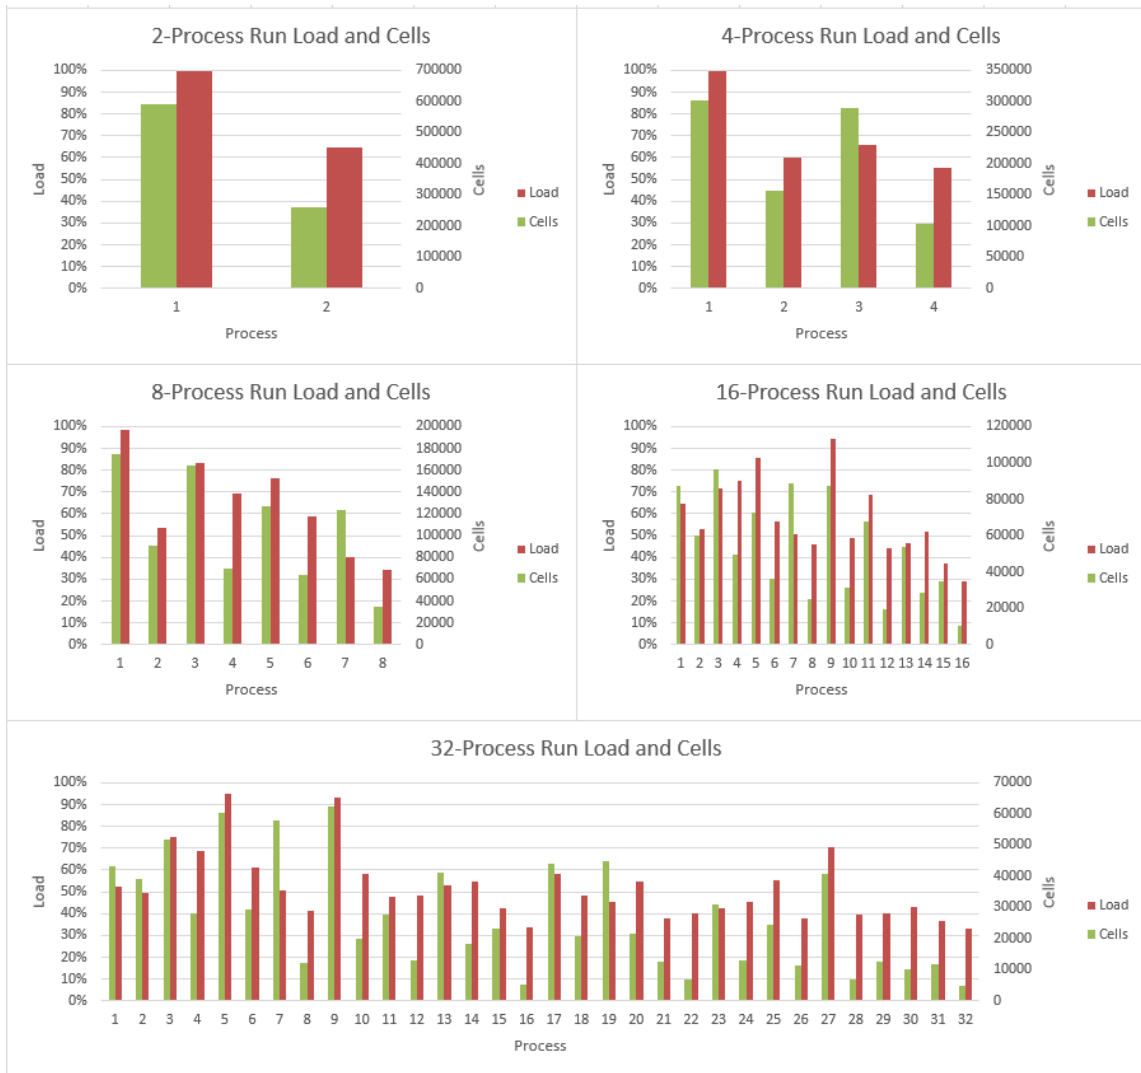 2-Process Run Load and Cells
100%
90%
80%
70%
60%
50%
40%
30%
20%
10%
0%
Load
700000
600000
500000
400000
300000
200000
100000
0
Cells
Load
Cells
1 2
Process
4-Process Run Load and Cells
100%
90%
80%
70%
60%
50%
40%
30%
20%
10%
0%
Load
350000
300000
250000
200000
150000
100000
50000
0
Cells
Load
Cells
1 2 3 4
Process
8-Process Run Load and Cells
100%
90%
80%
70%
60%
50%
40%
30%
20%
10%
0%
Load
200000
180000
160000
140000
120000
100000
80000
60000
40000
20000
0
Cells
Load
Cells
1 2 3 4 5 6 7 8
Process
16-Process Run Load and Cells
100%
90%
80%
70%
60%
50%
40%
30%
20%
10%
0%
Load
120000
100000
80000
60000
40000
20000
0
Cells
Load
Cells
1 2 3 4 5 6 7 8 9 10 11 12 13 14 15 16
Process
32-Process Run Load and Cells
100%
90%
80%
70%
60%
50%
40%
30%
20%
10%
0%
Load
70000
60000
50000
40000
30000
20000
10000
0
Cells
Load
Cells
1 2 3 4 5 6 7 8 9 10 11 12 13 14 15 16 17 18 19 20 21 22 23 24 25 26 27 28 29 30 31 32
Process